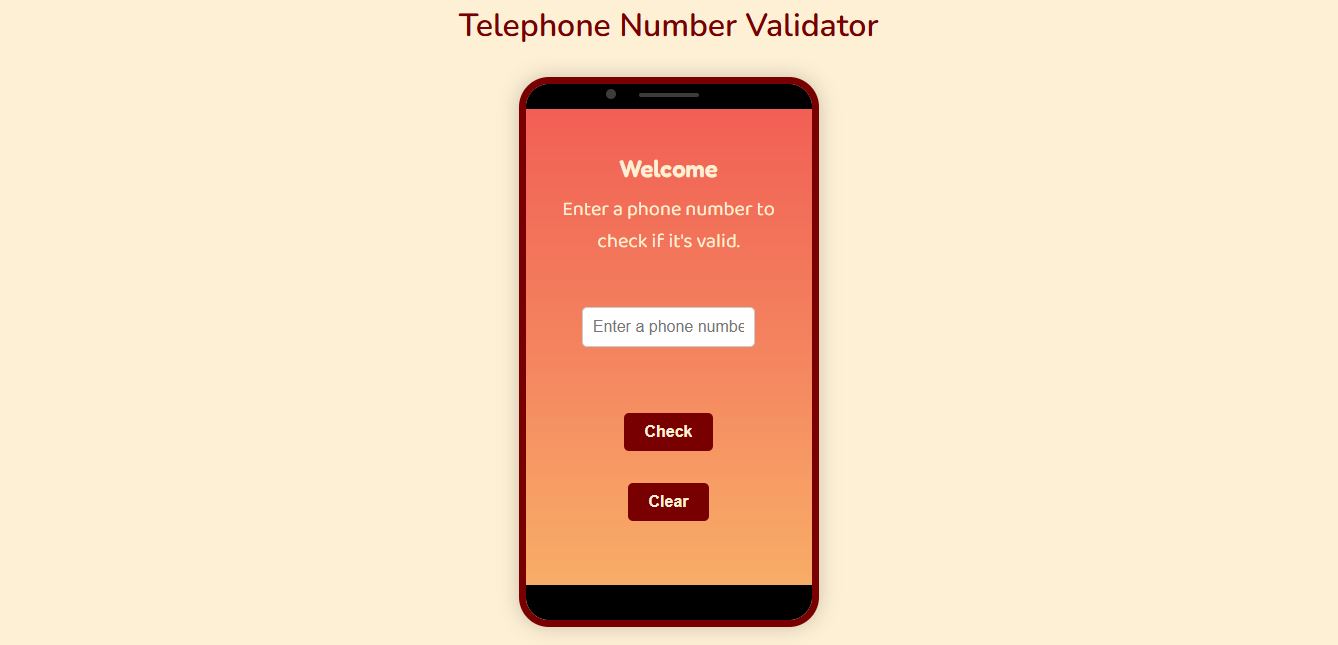 Telephone Number Validator
Welcome
Enter a phone number to
check if it's valid.
Enter a phone numbe
Check
Clear